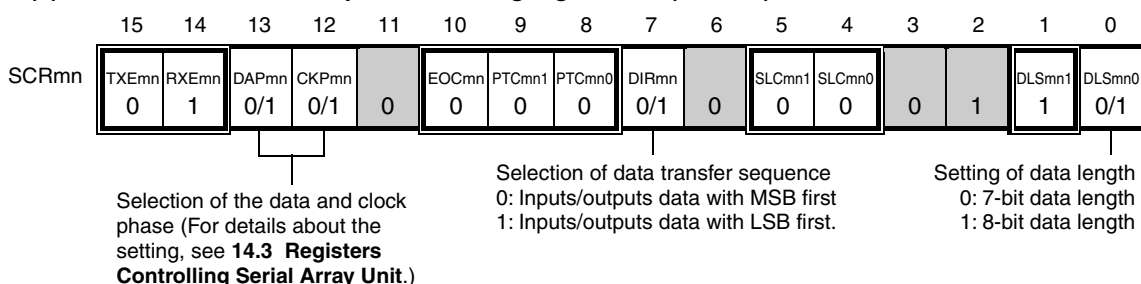 15 14 13 12 11 10 9 8 7 6 5 4 3 2 1 0
SCRmn TXEmn RXEmn DAPmn CKPmn EOCmn PTCmn1 PTCmn0 DIRmn SLCmn1 SLCmn0 DLSmn1 DLSmn0
0 1 0/1 0/1 0 0 0 0 0/1 0 0 0 0 1 1 0/1
Selection of the data and clock
phase (For details about the
setting, see 14.3 Registers
Controlling Serial Array Unit.)
Selection of data transfer sequence
0: Inputs/outputs data with MSB first
1: Inputs/outputs data with LSB first.
Setting of data length
0: 7-bit data length
1: 8-bit data length